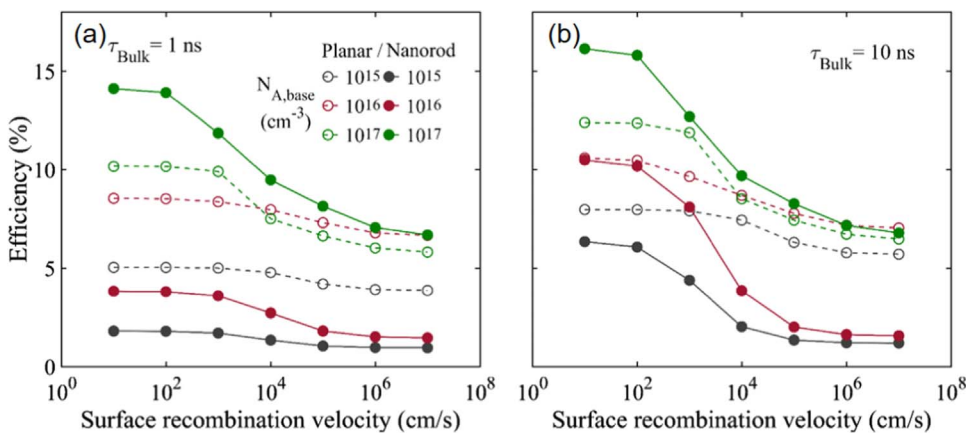 (a)
τBulk= 1 ns
Planar / Nanorod
NA,base
(cm-3)
10^15 10^15
10^16 10^16
10^17 10^17
15
10
5
0
Efficiency (%)
10^0 10^2 10^4 10^6 10^8
Surface recombination velocity (cm/s)
(b)
τBulk= 10 ns
10^0 10^2 10^4 10^6 10^8
Surface recombination velocity (cm/s)